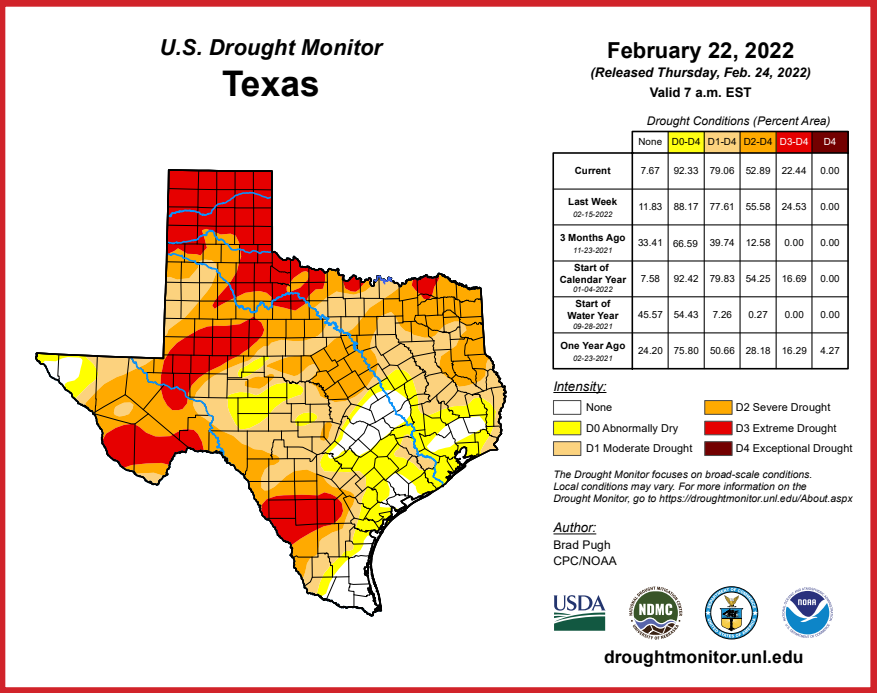 U.S. Drought Monitor
Texas
February 22, 2022
(Released Thursday, Feb. 24, 2022)
Valid 7 a.m. EST
Drought Conditions (Percent Area)
None D0-D4 D1-D4 D2-D4 D3-D4 D4
Current 7.67 92.33 79.06 52.89 22.44 0.00
Last Week
02-15-2022
11.83 88.17 77.61 55.58 24.53 0.00
3 Months Ago
11-23-2021
33.41 66.59 39.74 12.58 0.00 0.00
Start of
Calendar Year
01-04-2022
7.58 92.42 79.83 54.25 16.69 0.00
Start of
Water Year
09-28-2021
45.57 54.43 7.26 0.27 0.00 0.00
One Year Ago
02-23-2021
24.20 75.80 50.66 28.18 16.29 4.27
Intensity:
None
D0 Abnormally Dry
D1 Moderate Drought
D2 Severe Drought
D3 Extreme Drought
D4 Exceptional Drought
The Drought Monitor focuses on broad-scale conditions.
Local conditions may vary. For more information on the
Drought Monitor, go to https://droughtmonitor.unl.edu/About.aspx
Author:
Brad Pugh
CPC/NOAA
USDA
NDMC
NOAA
droughtmonitor.unl.edu